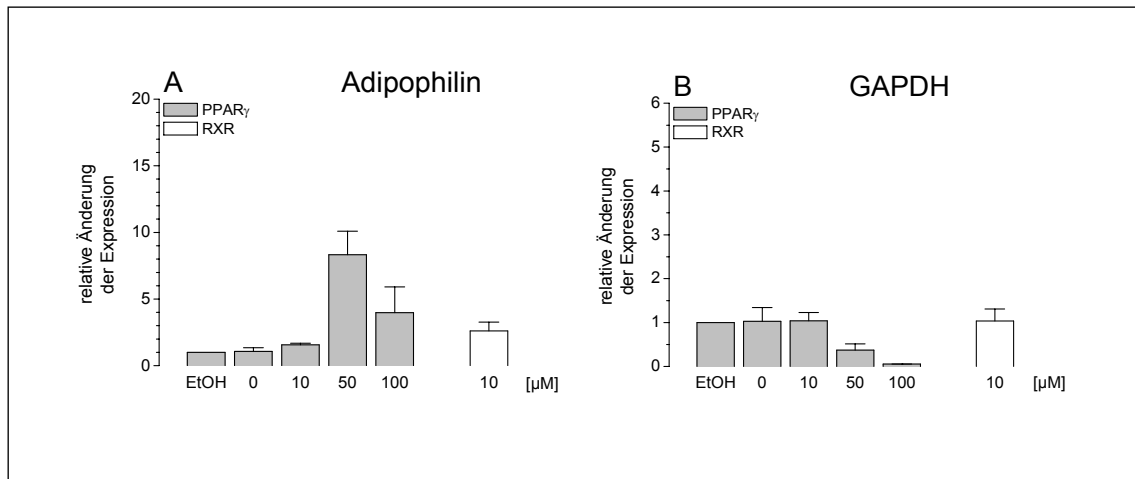 A Adipophilin
20
PPARγ
RXR
15
10
5
0
relative Änderung
der Expression
EtOH 0 10 50 100 10 [µM]
B GAPDH
6
PPARγ
RXR
5
4
3
2
1
0
relative Änderung
der Expression
EtOH 0 10 50 100 10 [µM]